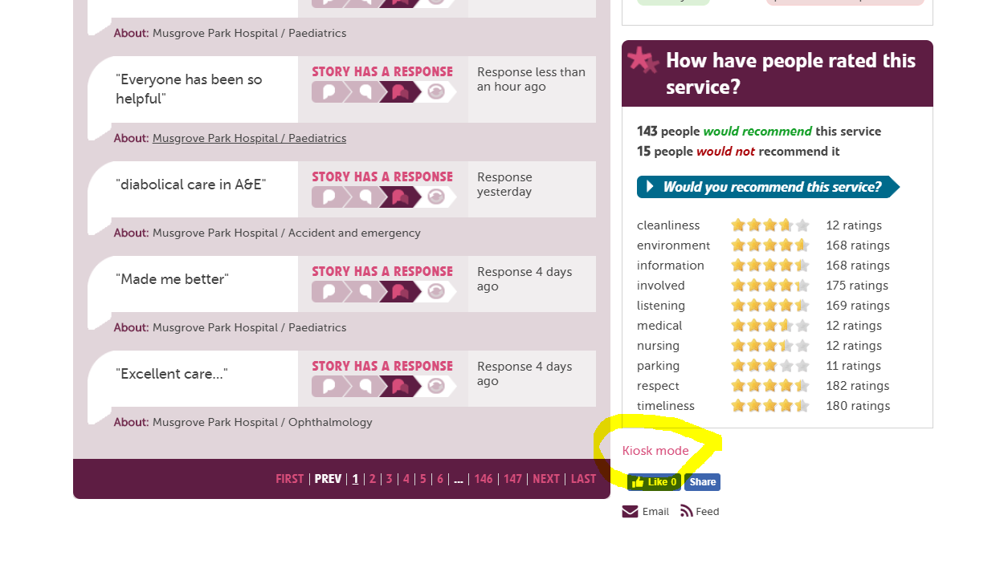 About: Musgrove Park Hospital / Paediatrics
"Everyone has been so
helpful"
STORY HAS A RESPONSE
Response less than
an hour ago
About: Musgrove Park Hospital / Paediatrics
"diabolical care in A&E"
STORY HAS A RESPONSE
Response
yesterday
About: Musgrove Park Hospital / Accident and emergency
"Made me better"
STORY HAS A RESPONSE
Response 4 days
ago
About: Musgrove Park Hospital / Paediatrics
"Excellent care..."
STORY HAS A RESPONSE
Response 4 days
ago
About: Musgrove Park Hospital / Ophthalmology
FIRST | PREV | 1 | 2 | 3 | 4 | 5 | 6 | ... | 146 | 147 | NEXT | LAST
How have people rated this
service?
143 people would recommend this service
15 people would not recommend it
Would you recommend this service?
cleanliness 12 ratings
environment 168 ratings
information 168 ratings
involved 175 ratings
listening 169 ratings
medical 12 ratings
nursing 12 ratings
parking 11 ratings
respect 182 ratings
timeliness 180 ratings
Kiosk mode
Like 0 Share
Email Feed